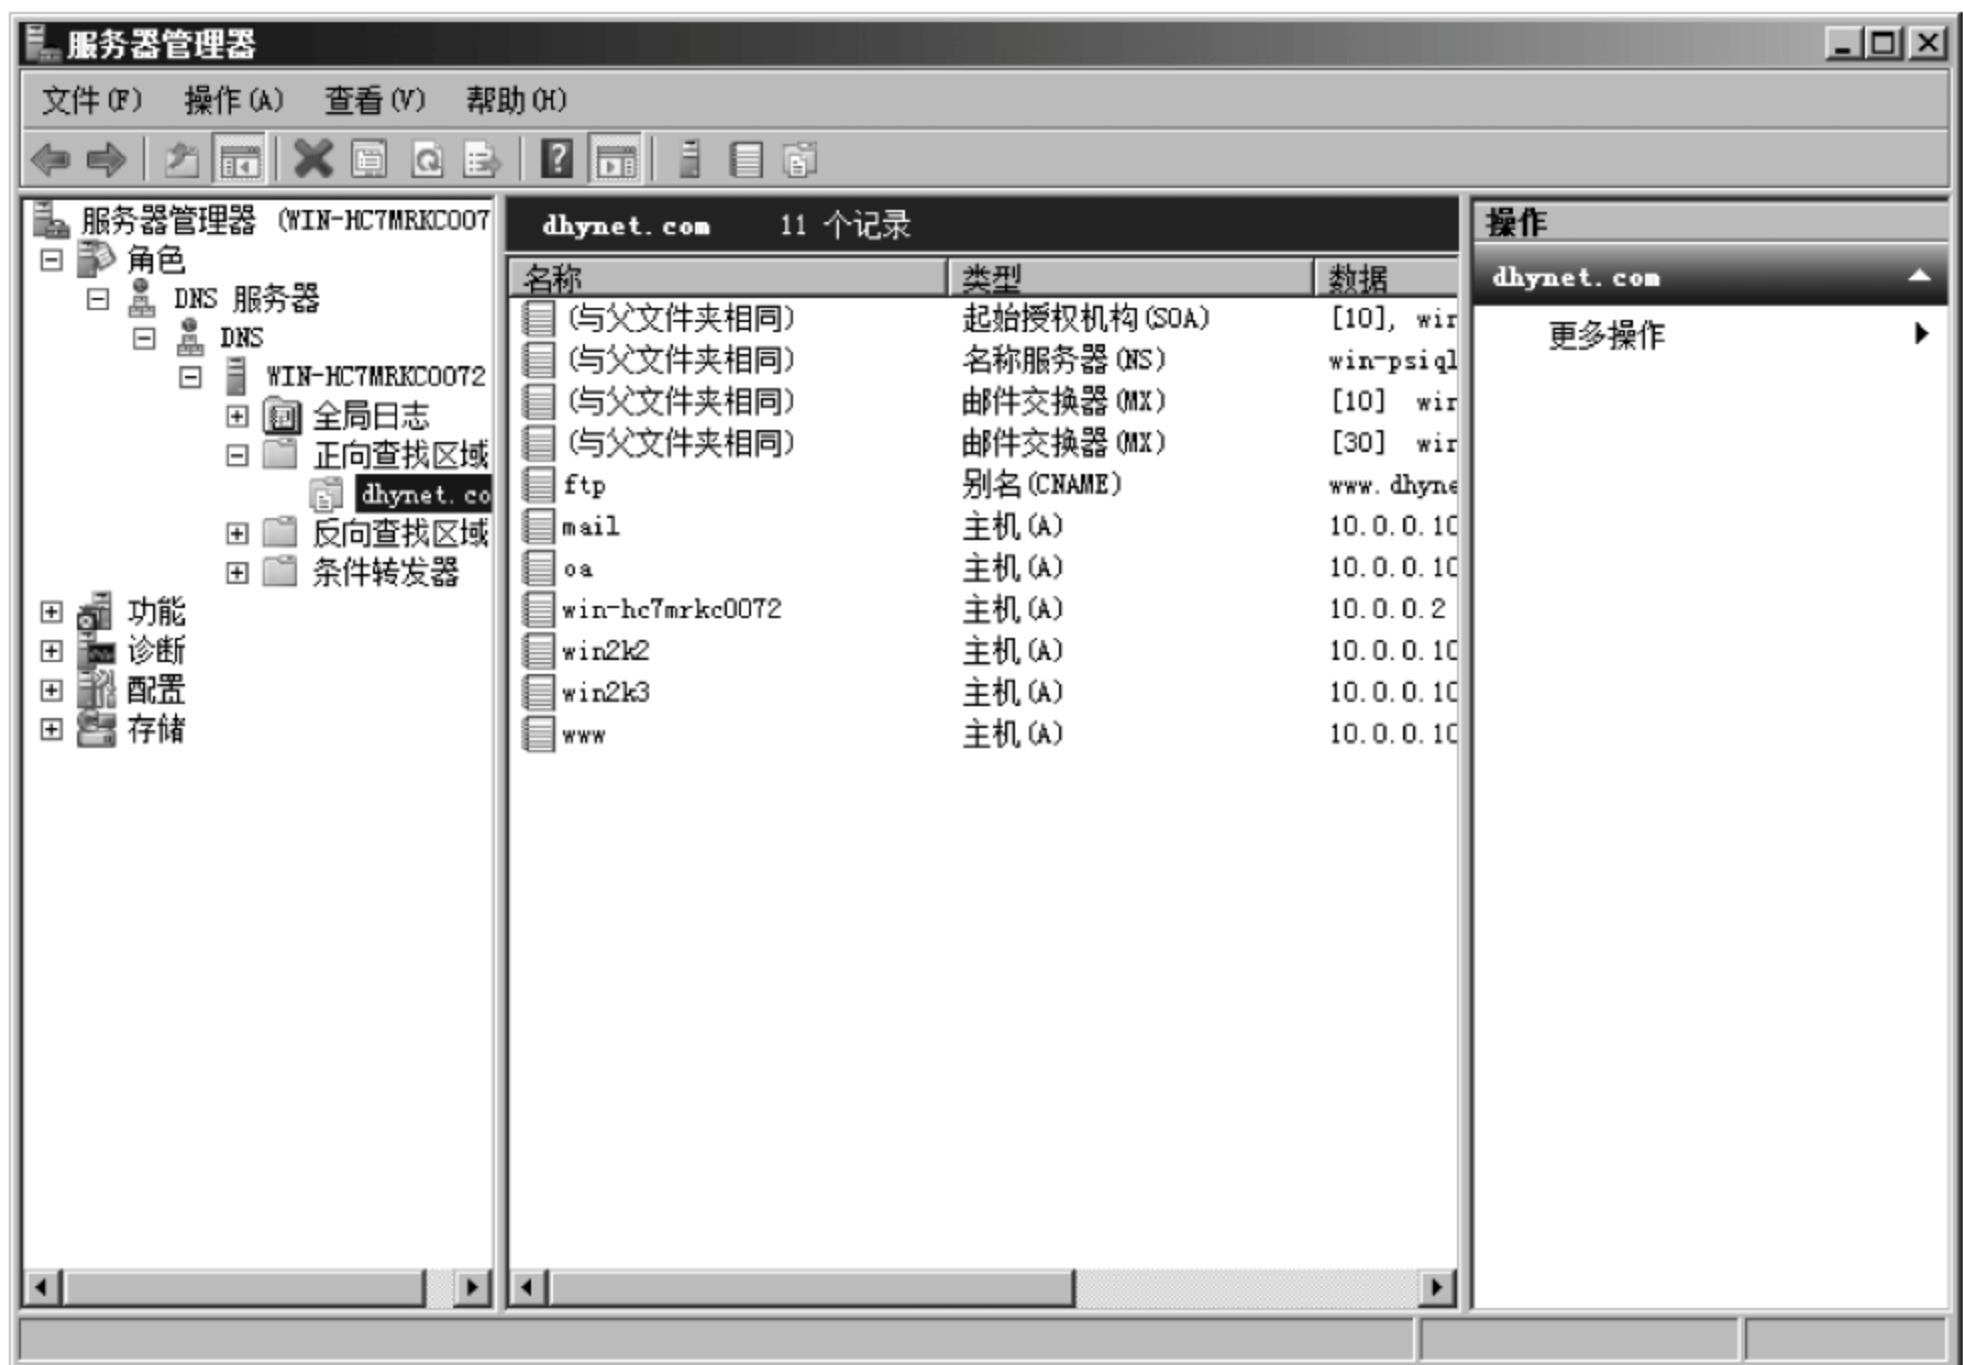 服务器管理器
文件(F) 操作(A) 查看(V) 帮助(H)
服务器管理器 (WIN-HC7MRKC007
角色
DNS 服务器
DNS
WIN-HC7MRKC0072
全局日志
正向查找区域
dhynet.co
反向查找区域
条件转发器
功能
诊断
配置
存储
dhynet.com 11 个记录
名称 类型 数据
(与父文件夹相同) 起始授权机构(SOA) [10], win
(与父文件夹相同) 名称服务器(NS) win-psiql
(与父文件夹相同) 邮件交换器(MX) [10] win
(与父文件夹相同) 邮件交换器(MX) [30] win
ftp 别名(CNAME) www.dhyne
mail 主机(A) 10.0.0.10
oa 主机(A) 10.0.0.10
win-hc7mrkc0072 主机(A) 10.0.0.2
win2k2 主机(A) 10.0.0.10
win2k3 主机(A) 10.0.0.10
www 主机(A) 10.0.0.10
操作
dhynet.com
更多操作